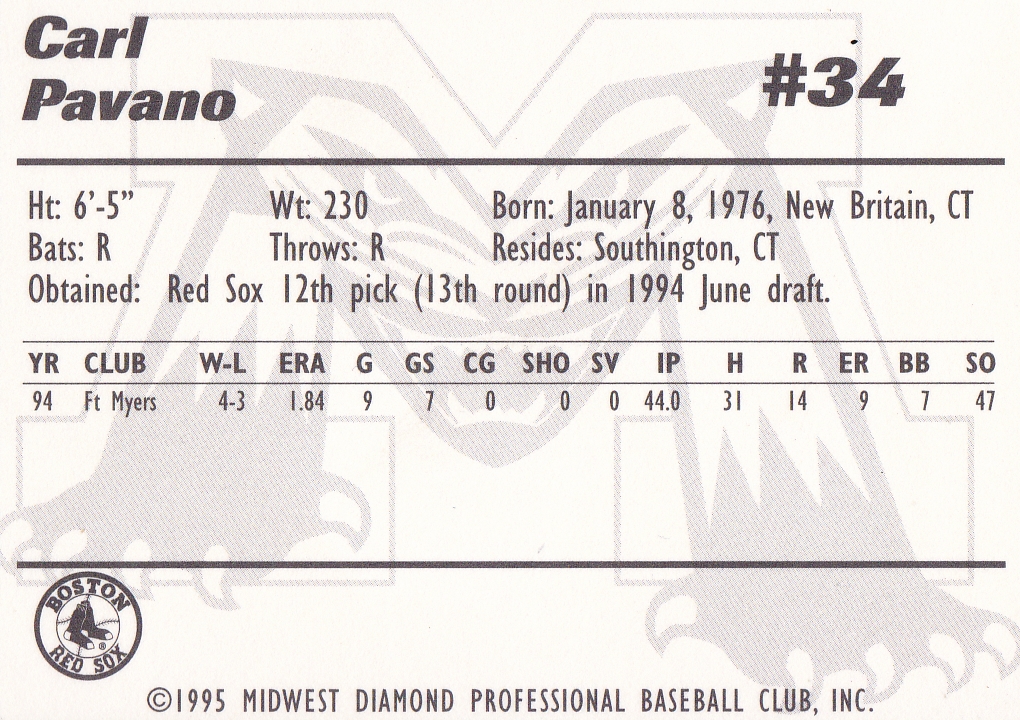 Carl
Pavano
#34
Ht: 6'-5" Wt: 230 Born: January 8, 1976, New Britain, CT
Bats: R Throws: R Resides: Southington, CT
Obtained: Red Sox 12th pick (13th round) in 1994 June draft.
YR CLUB W-L ERA G GS CG SHO SV IP H R ER BB SO
94 Ft Myers 4-3 1.84 9 7 0 0 0 44.0 31 14 9 7 47
BOSTON
RED SOX
®
©1995 MIDWEST DIAMOND PROFESSIONAL BASEBALL CLUB, INC.